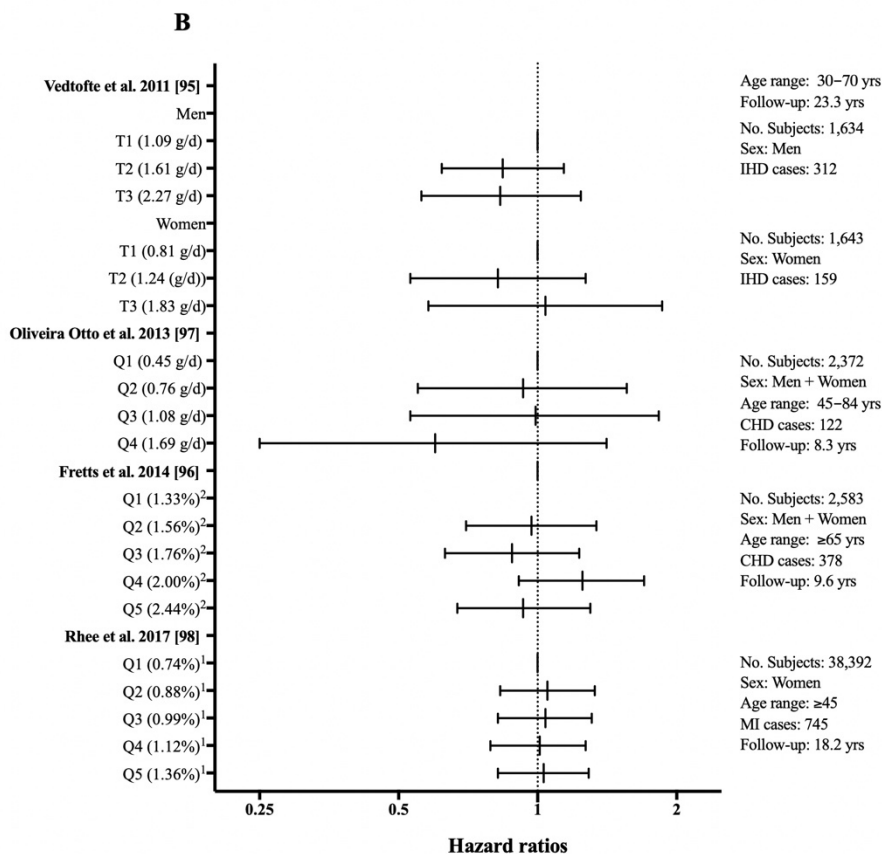 B
Vedtofte et al. 2011 [95]
Men
T1 (1.09 g/d)
T2 (1.61 g/d)
T3 (2.27 g/d)
Women
T1 (0.81 g/d)
T2 (1.24 (g/d))
T3 (1.83 g/d)
Oliveira Otto et al. 2013 [97]
Q1 (0.45 g/d)
Q2 (0.76 g/d)
Q3 (1.08 g/d)
Q4 (1.69 g/d)
Fretts et al. 2014 [96]
Q1 (1.33%)²
Q2 (1.56%)²
Q3 (1.76%)²
Q4 (2.00%)²
Q5 (2.44%)²
Rhee et al. 2017 [98]
Q1 (0.74%)¹
Q2 (0.88%)¹
Q3 (0.99%)¹
Q4 (1.12%)¹
Q5 (1.36%)¹
Age range: 30−70 yrs
Follow-up: 23.3 yrs
No. Subjects: 1,634
Sex: Men
IHD cases: 312
No. Subjects: 1,643
Sex: Women
IHD cases: 159
No. Subjects: 2,372
Sex: Men + Women
Age range: 45−84 yrs
CHD cases: 122
Follow-up: 8.3 yrs
No. Subjects: 2,583
Sex: Men + Women
Age range: ≥65 yrs
CHD cases: 378
Follow-up: 9.6 yrs
No. Subjects: 38,392
Sex: Women
Age range: ≥45
MI cases: 745
Follow-up: 18.2 yrs
0.25 0.5 1 2
Hazard ratios